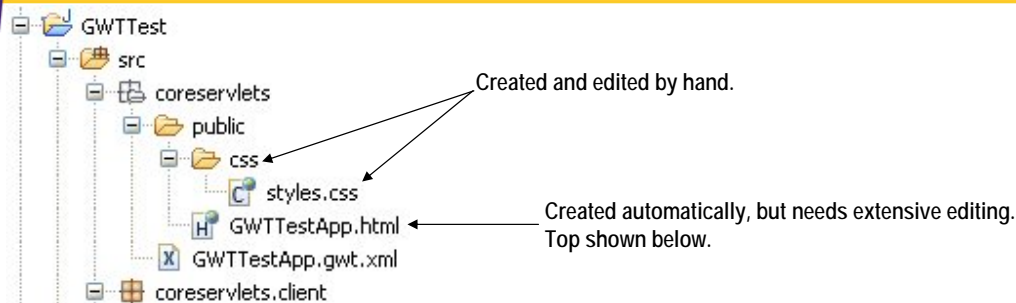 GWTTest
src
coreservlets
Created and edited by hand.
public
css
styles.css
GWTTestApp.html
Created automatically, but needs extensive editing.
Top shown below.
GWTTestApp.gwt.xml
coreservlets.client